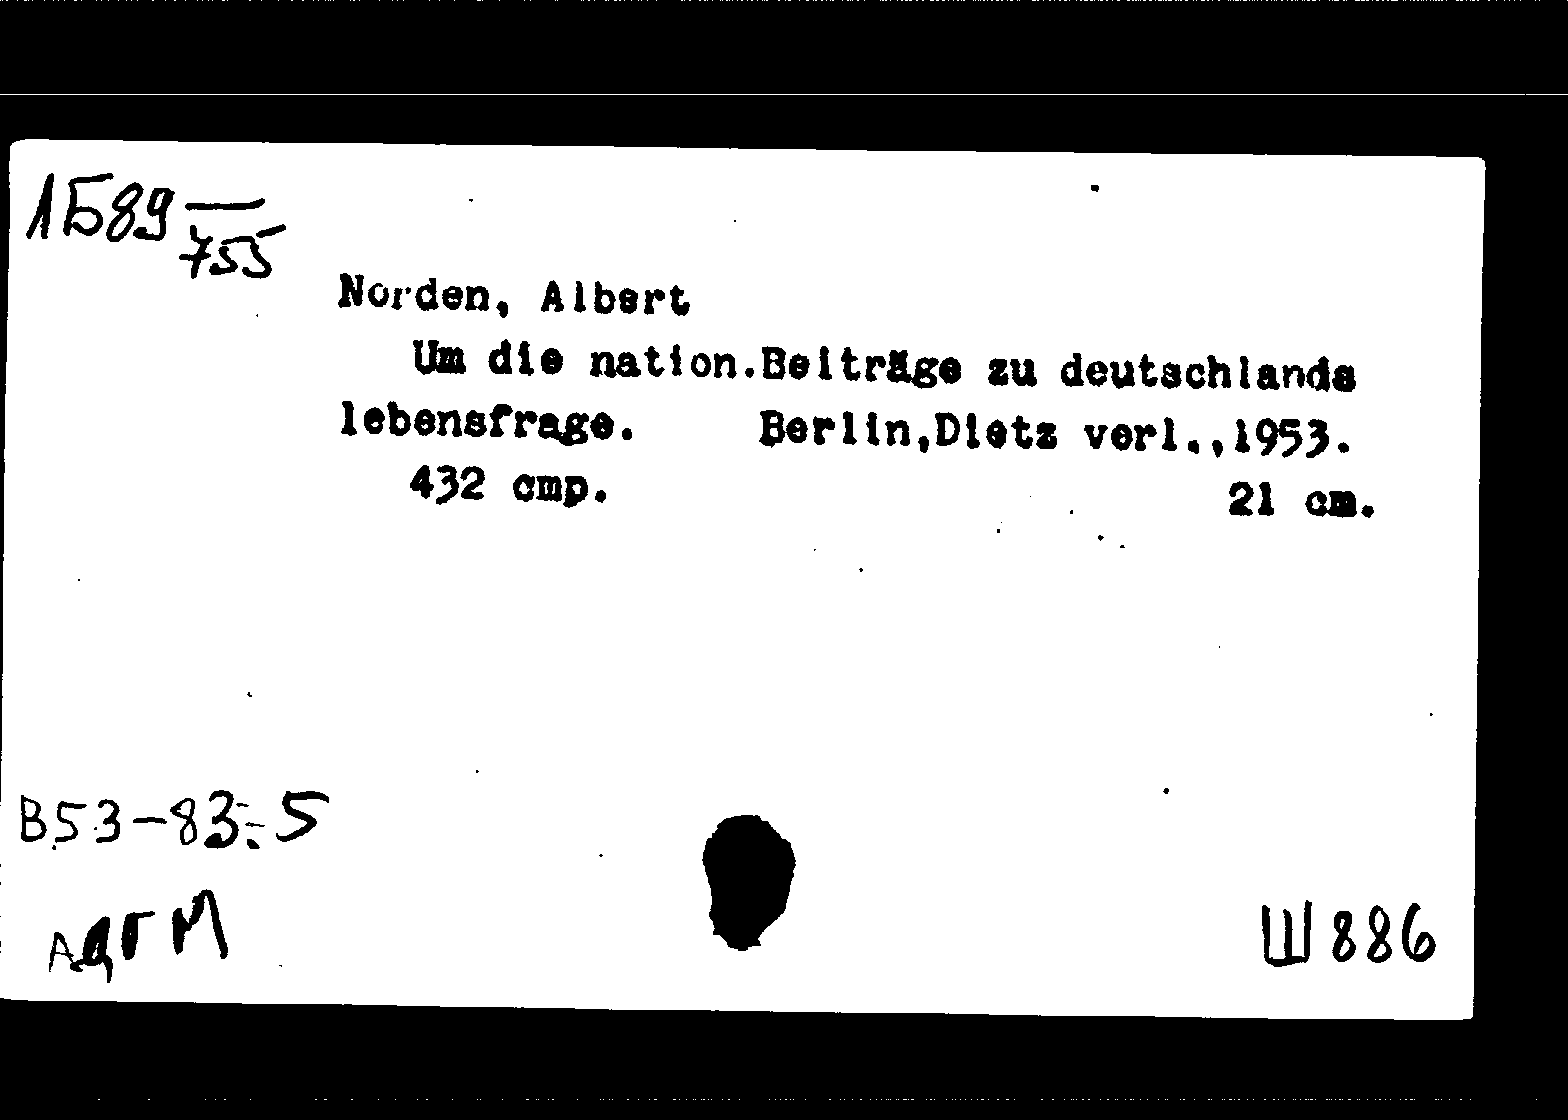 1Б89 —
755
Norden, Albert
Um die nation.Beiträge zu deutschlands
lebensfrage. Berlin,Dietz verl.,1953.
432 стр.
21 cm.
B53-83-5
Ш886